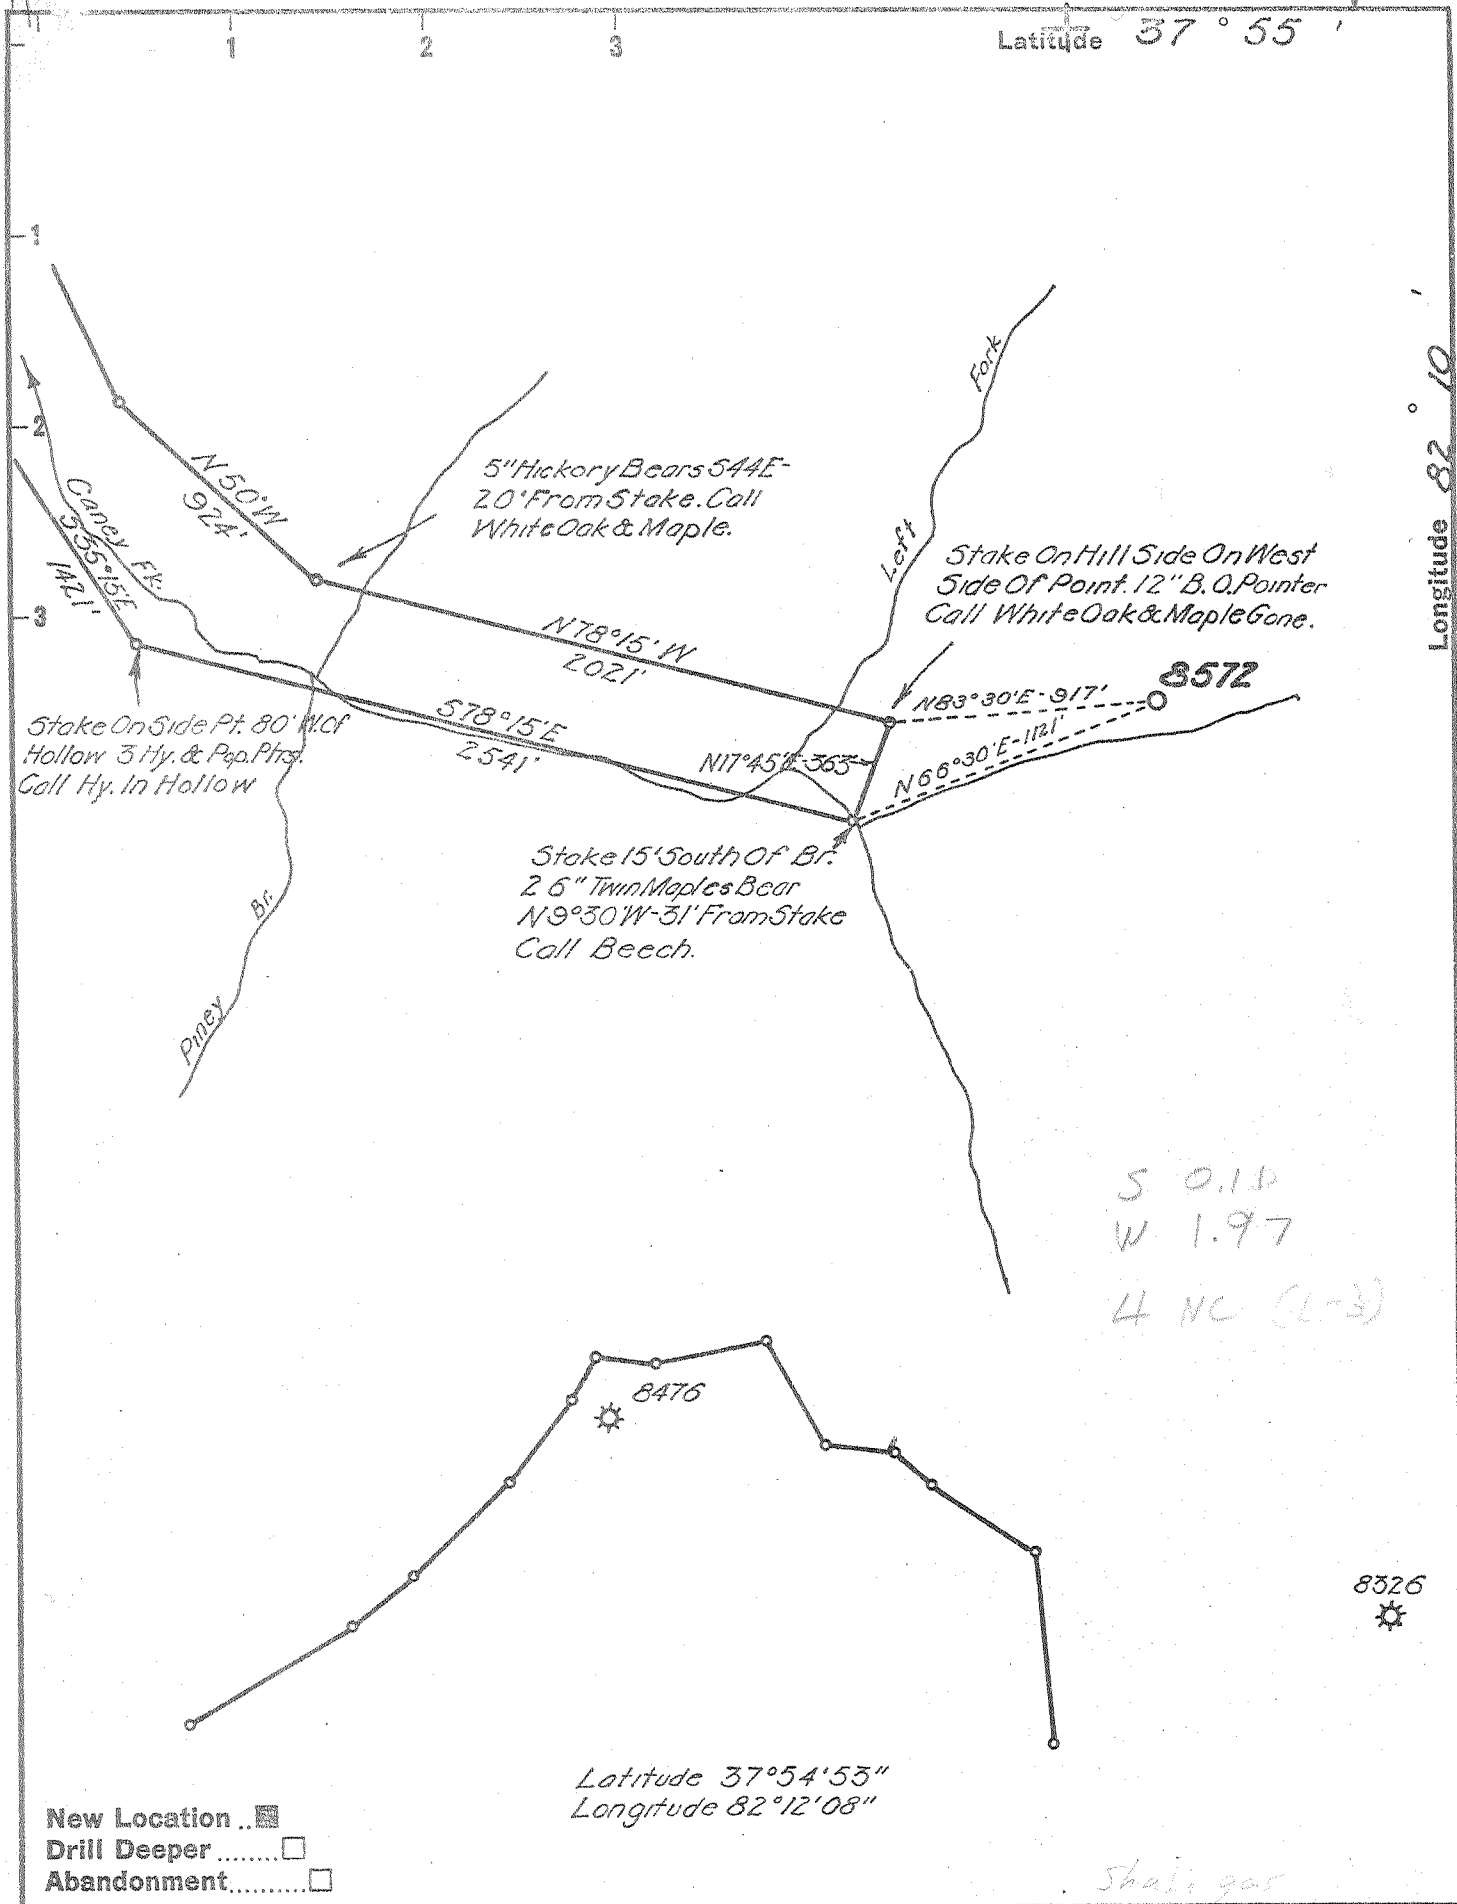 Latitude 37° 55'
1 2 3
1
2
3
Longitude 82° 10'
N50°W
924'
Caney Fk.
S35°15'E
1421'
5"Hickory Bears S44E-
20' From Stake. Call
White Oak & Maple.
Left Fork
Stake On Hill Side On West
Side Of Point. 12" B.O. Pointer
Call White Oak & Maple Gone.
N78°15'W
2021'
8572
N83°30'E-917'
N66°30'E-1121'
N17°45'E-363'
S78°15'E
2541'
Stake On Side Pt. 80' W. Of
Hollow 3 Hy. & Pop. Ptrs.
Call Hy. In Hollow
Stake 15' South Of Br.
2 6" Twin Maples Bear
N9°30'W-31' From Stake
Call Beech.
Piney Br.
S 0.13
W 1.97
4 NC (L-3)
8476
8326
Latitude 37°54'53"
Longitude 82°12'08"
New Location ..
Drill Deeper ........
Abandonment..........
gas